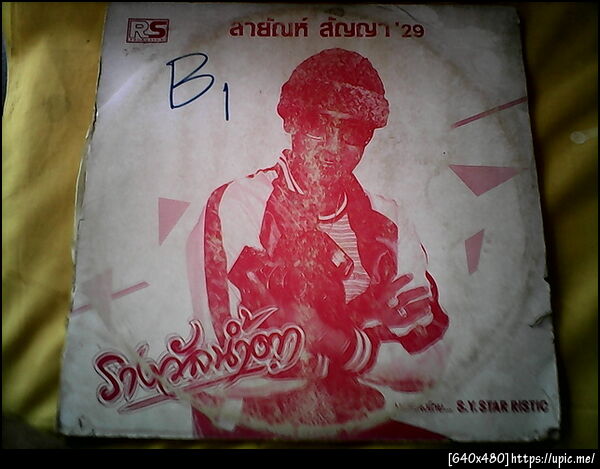 RS
PROMOTION
สายัณห์ สัญญา '29
B1
รางวัลน้ำตา
S.Y. STAR RISTIC
[640x480]https://upic.me/